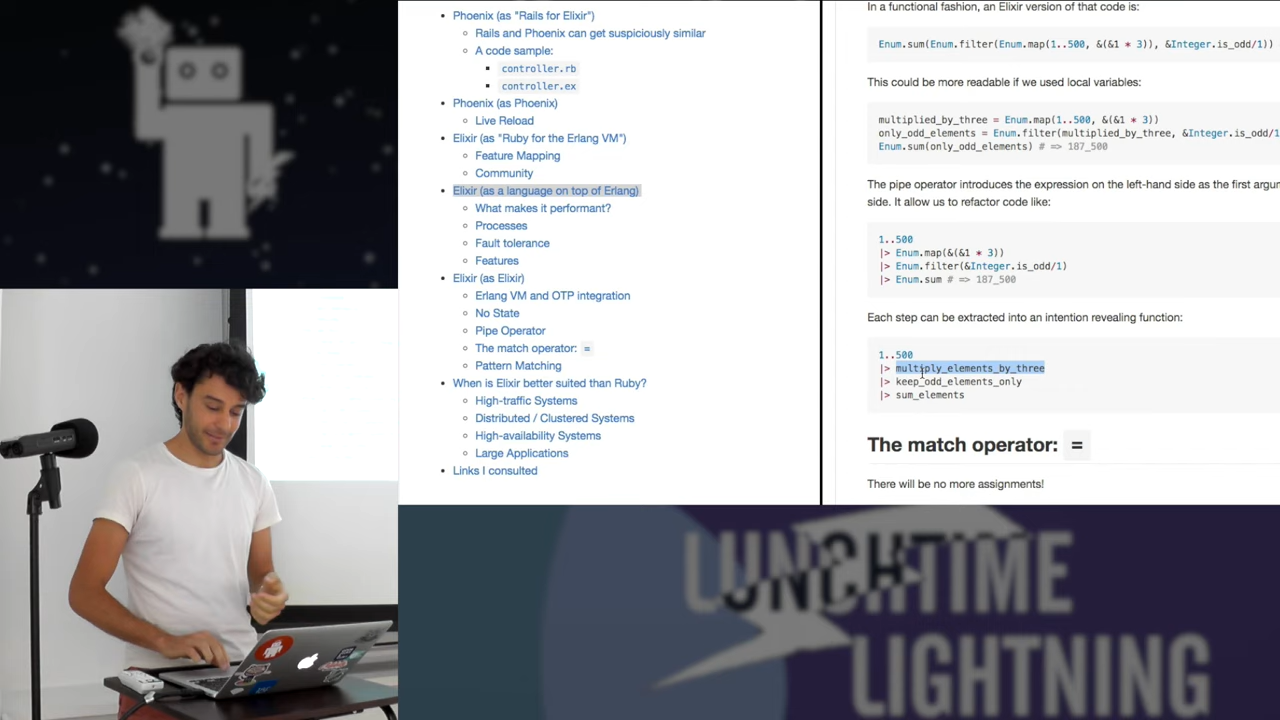 Phoenix (as "Rails for Elixir")
Rails and Phoenix can get suspiciously similar
A code sample:
controller.rb
controller.ex
Phoenix (as Phoenix)
Live Reload
Elixir (as "Ruby for the Erlang VM")
Feature Mapping
Community
Elixir (as a language on top of Erlang)
What makes it performant?
Processes
Fault tolerance
Features
Elixir (as Elixir)
Erlang VM and OTP integration
No State
Pipe Operator
The match operator: =
Pattern Matching
When is Elixir better suited than Ruby?
High-traffic Systems
Distributed / Clustered Systems
High-availability Systems
Large Applications
Links I consulted
In a functional fashion, an Elixir version of that code is:
Enum.sum(Enum.filter(Enum.map(1..500, &(&1 * 3)), &Integer.is_odd/1))
This could be more readable if we used local variables:
multiplied_by_three = Enum.map(1..500, &(&1 * 3))
only_odd_elements = Enum.filter(multiplied_by_three, &Integer.is_odd/1
Enum.sum(only_odd_elements) # => 187_500
The pipe operator introduces the expression on the left-hand side as the first argu
side. It allow us to refactor code like:
1..500
|> Enum.map(&(&1 * 3))
|> Enum.filter(&Integer.is_odd/1)
|> Enum.sum # => 187_500
Each step can be extracted into an intention revealing function:
1..500
|> multiply_elements_by_three
|> keep_odd_elements_only
|> sum_elements
The match operator: =
There will be no more assignments!
LUNCHTIME
LIGHTNING